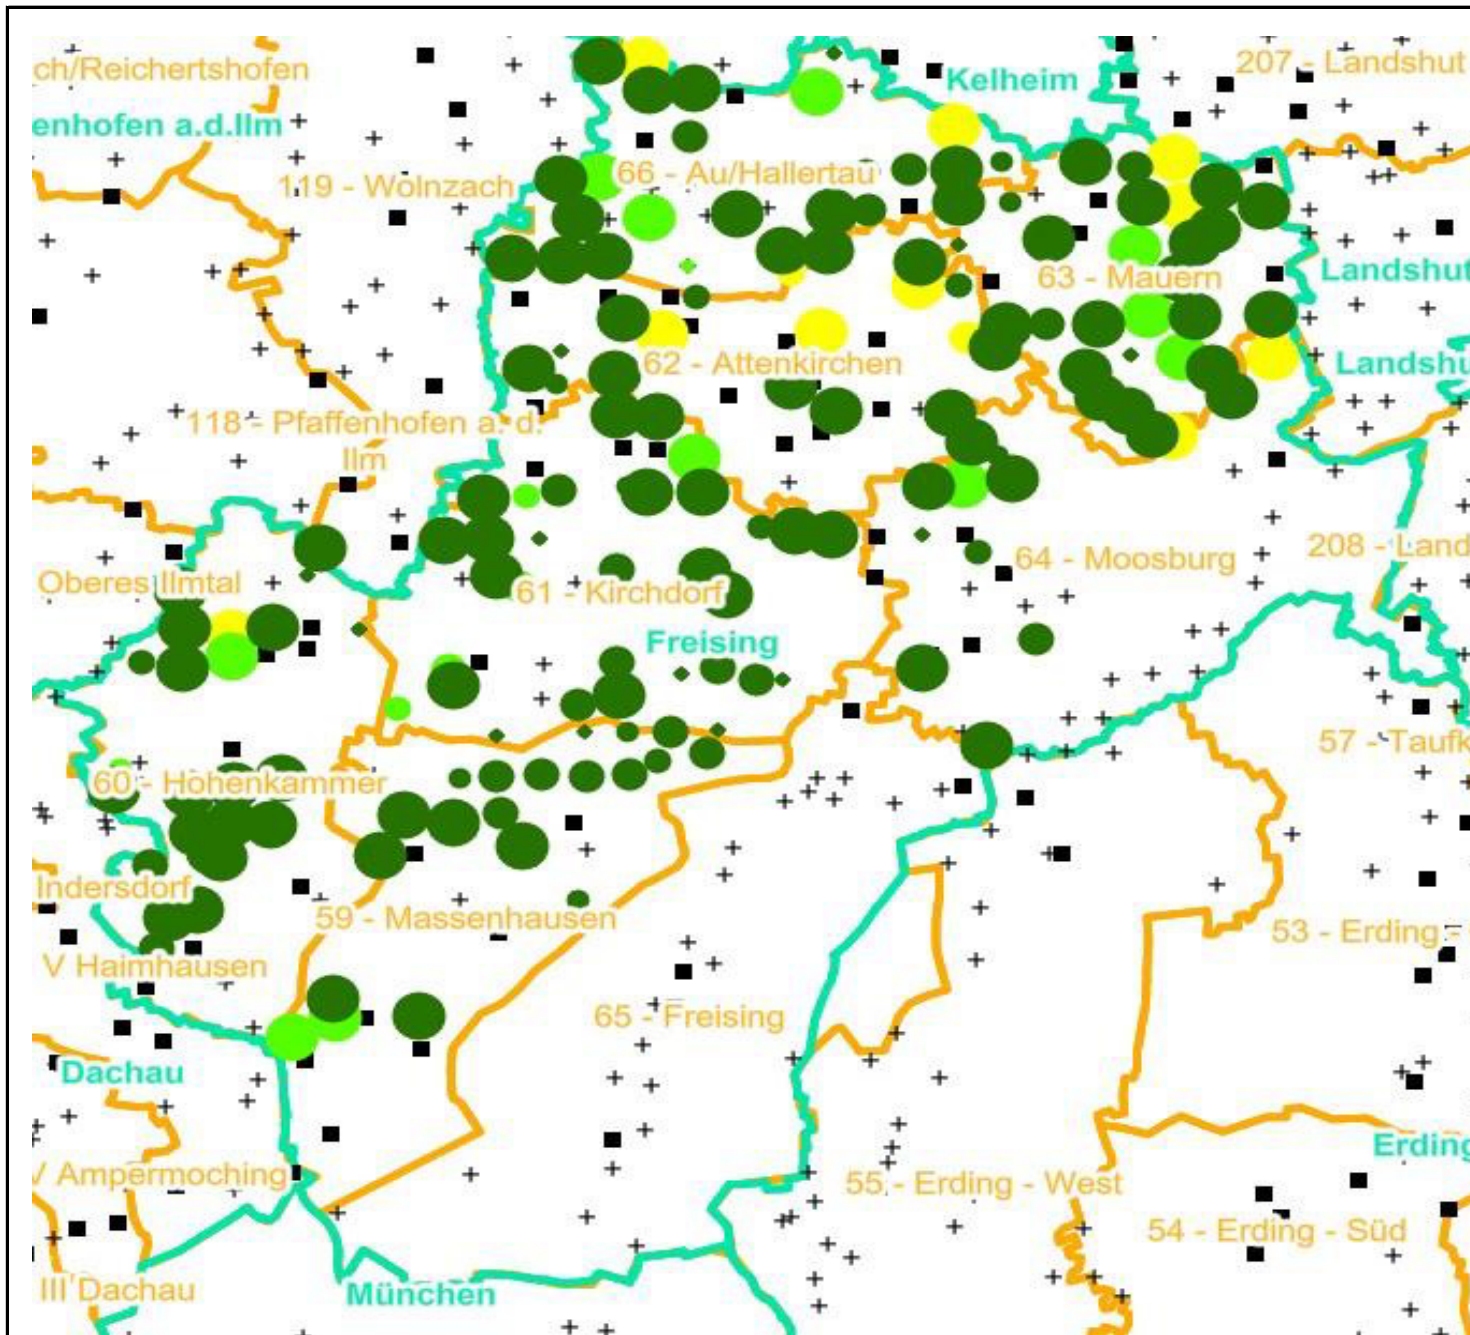 ch/Reichertshofen
Kelheim
207 - Landshut
enhofen a.d.Ilm
119 - Wolnzach
66 - Au/Hallertau
63 - Mauern
Landshut
62 - Attenkirchen
Landshu
118 - Pfaffenhofen a. d.
Ilm
208 - Land
64 - Moosburg
Oberes Ilmtal
61 - Kirchdorf
Freising
57 - Taufk
60 - Hohenkammer
Indersdorf
59 - Massenhausen
53 - Erding -
V Haimhausen
65 - Freising
Dachau
Erding
V Ampermoching
55 - Erding - West
54 - Erding - Süd
III Dachau
München